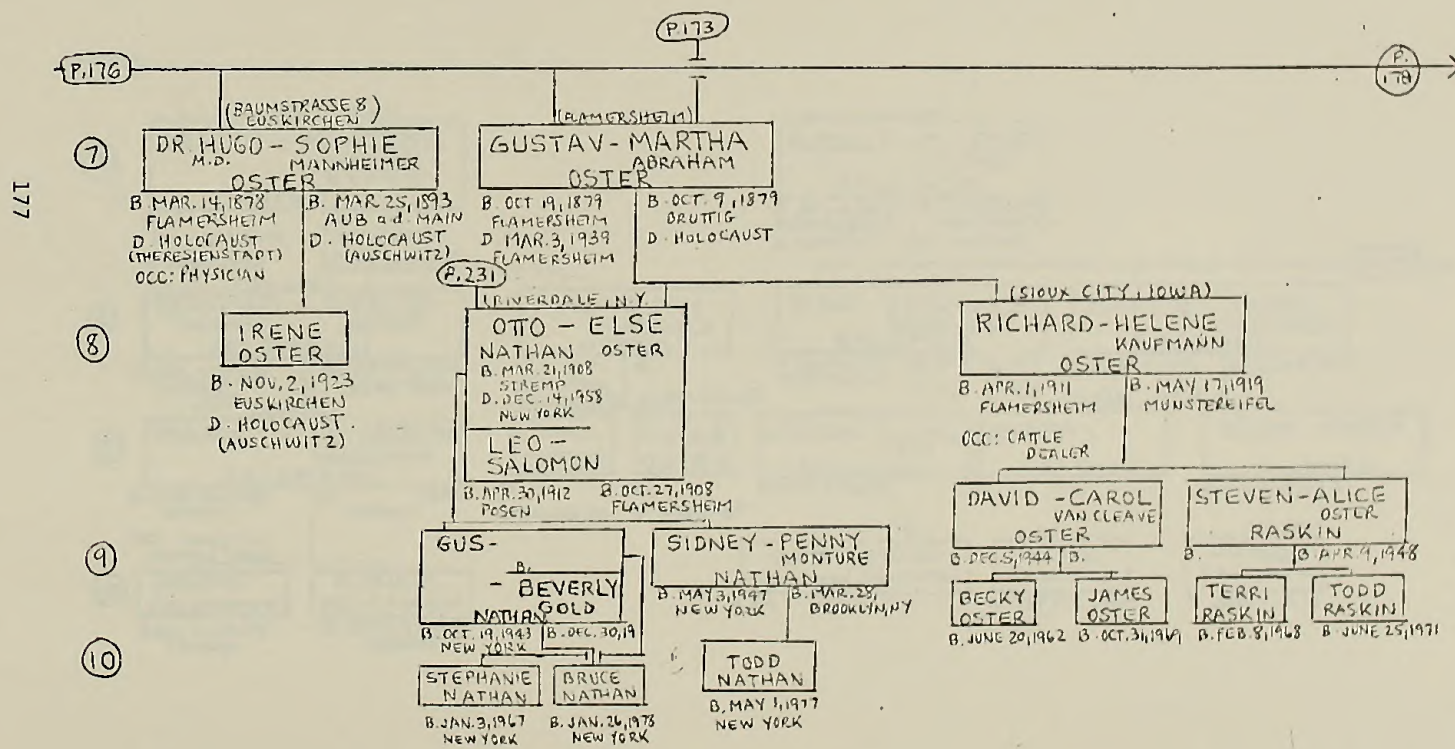 P.173
P.176
P. 178
177
7
(BAUMSTRASSE 8)
EUSKIRCHEN
DR. HUGO - SOPHIE
M.D. MANNHEIMER
OSTER
B. MAR. 14, 1878
FLAMERSHEIM
D. HOLOCAUST
(THERESIENSTADT)
OCC: PHYSICIAN
B. MAR 25, 1893
AUB a.d. MAIN
D. HOLOCAUST
(AUSCHWITZ)
(FLAMERSHEIM)
GUSTAV - MARTHA
ABRAHAM
OSTER
B. OCT 19, 1879
FLAMERSHEIM
D. MAR. 3, 1939
FLAMERSHEIM
B. OCT. 9, 1879
BRUTTIG
D. HOLOCAUST
8
IRENE
OSTER
B. NOV. 2, 1923
EUSKIRCHEN
D. HOLOCAUST.
(AUSCHWITZ)
P.231
(RIVERDALE, N.Y.
OTTO - ELSE
NATHAN OSTER
B. MAR. 21, 1908
STREMP
D. DEC. 14, 1958
NEW YORK
LEO -
SALOMON
B. APR. 30, 1912
POSEN
B. OCT. 27, 1908
FLAMERSHEIM
(SIOUX CITY, IOWA)
RICHARD - HELENE
KAUFMANN
OSTER
B. APR. 1, 1911
FLAMERSHEIM
OCC: CATTLE
DEALER
B. MAY 17, 1919
MUNSTEREIFEL
9
GUS -
B.
- BEVERLY
GOLD
NATHAN
B. OCT. 19, 1943
NEW YORK
B. DEC. 30, 19
SIDNEY - PENNY
MONTURE
NATHAN
B. MAY 3, 1947
NEW YORK
B. MAR. 28,
BROOKLYN, NY
DAVID - CAROL
VAN CLEAVE
OSTER
B. DEC. 5, 1944
B.
STEVEN - ALICE
OSTER
RASKIN
B.
B. APR 9, 1948
10
STEPHANIE
NATHAN
B. JAN. 3, 1967
NEW YORK
BRUCE
NATHAN
B. JAN. 26, 1973
NEW YORK
TODD
NATHAN
B. MAY 1, 1977
NEW YORK
BECKY
OSTER
B. JUNE 20, 1962
JAMES
OSTER
B. OCT. 31, 1969
TERRI
RASKIN
B. FEB. 8, 1968
TODD
RASKIN
B. JUNE 25, 1971